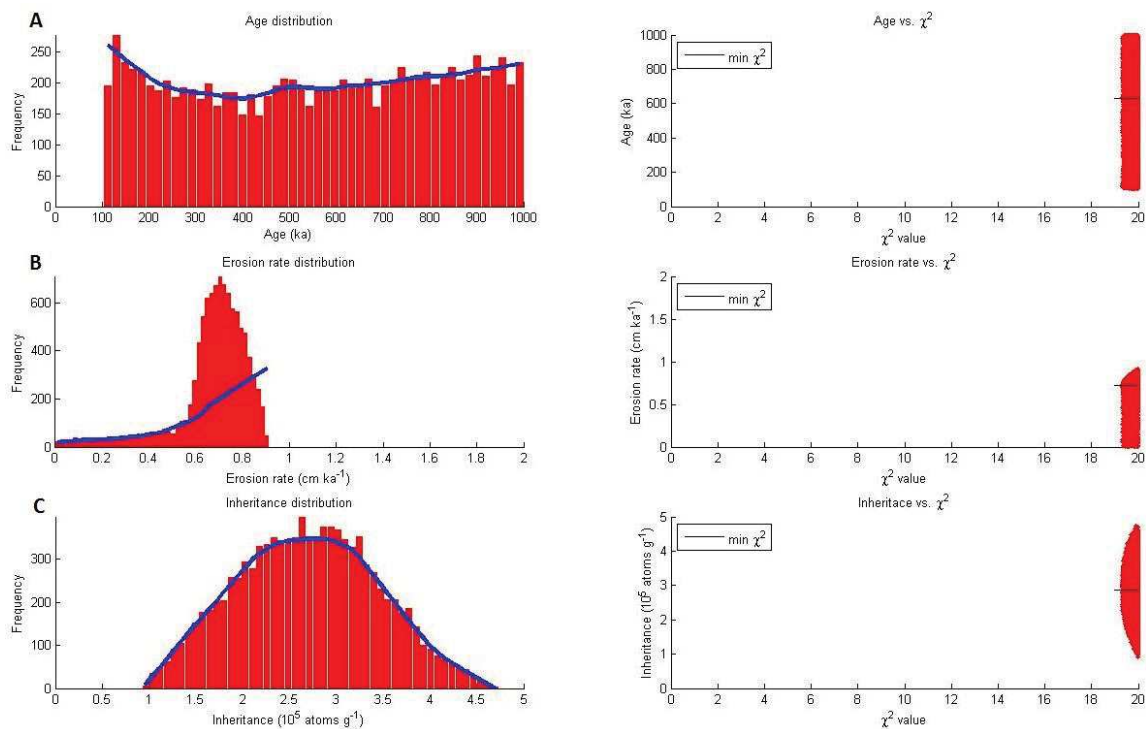 A
Age distribution
Frequency
250
200
150
100
50
0
0 100 200 300 400 500 600 700 800 900 1000
Age (ka)
Age vs. χ²
min χ²
Age (ka)
1000
800
600
400
200
0
0 2 4 6 8 10 12 14 16 18 20
χ² value
B
Erosion rate distribution
Frequency
600
400
200
0
0 0.2 0.4 0.6 0.8 1 1.2 1.4 1.6 1.8 2
Erosion rate (cm ka⁻¹)
Erosion rate vs. χ²
min χ²
Erosion rate (cm ka⁻¹)
2
1.5
1
0.5
0
0 2 4 6 8 10 12 14 16 18 20
χ² value
C
Inheritance distribution
Frequency
300
200
100
0
0 0.5 1 1.5 2 2.5 3 3.5 4 4.5 5
Inheritance (10⁵ atoms g⁻¹)
Inheritace vs. χ²
min χ²
Inheritance (10⁵ atoms g⁻¹)
5
4
3
2
1
0
0 2 4 6 8 10 12 14 16 18 20
χ² value